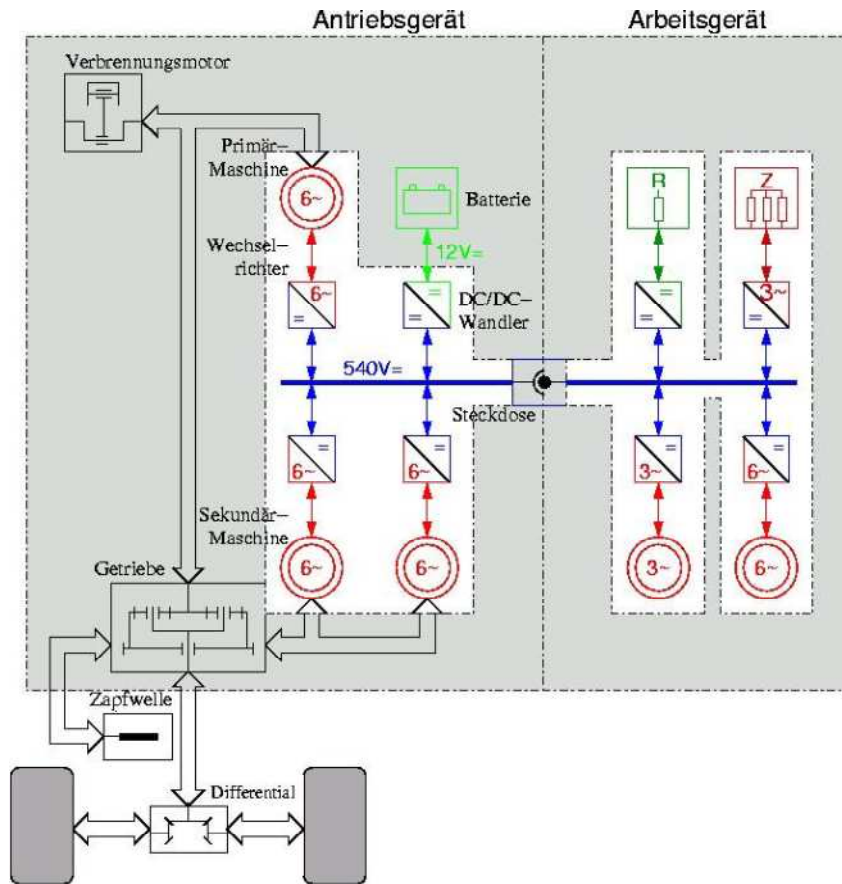 Antriebsgerät
Arbeitsgerät
Verbrennungsmotor
Primär-
Maschine
6~
Batterie
R
Z
Wechsel-
richter
12V=
6~
=
=
=
DC/DC-
Wandler
=
=
3~
=
540V=
Steckdose
=
6~
=
6~
=
3~
=
6~
Sekundär-
Maschine
6~
6~
3~
6~
Getriebe
Zapfwelle
Differential